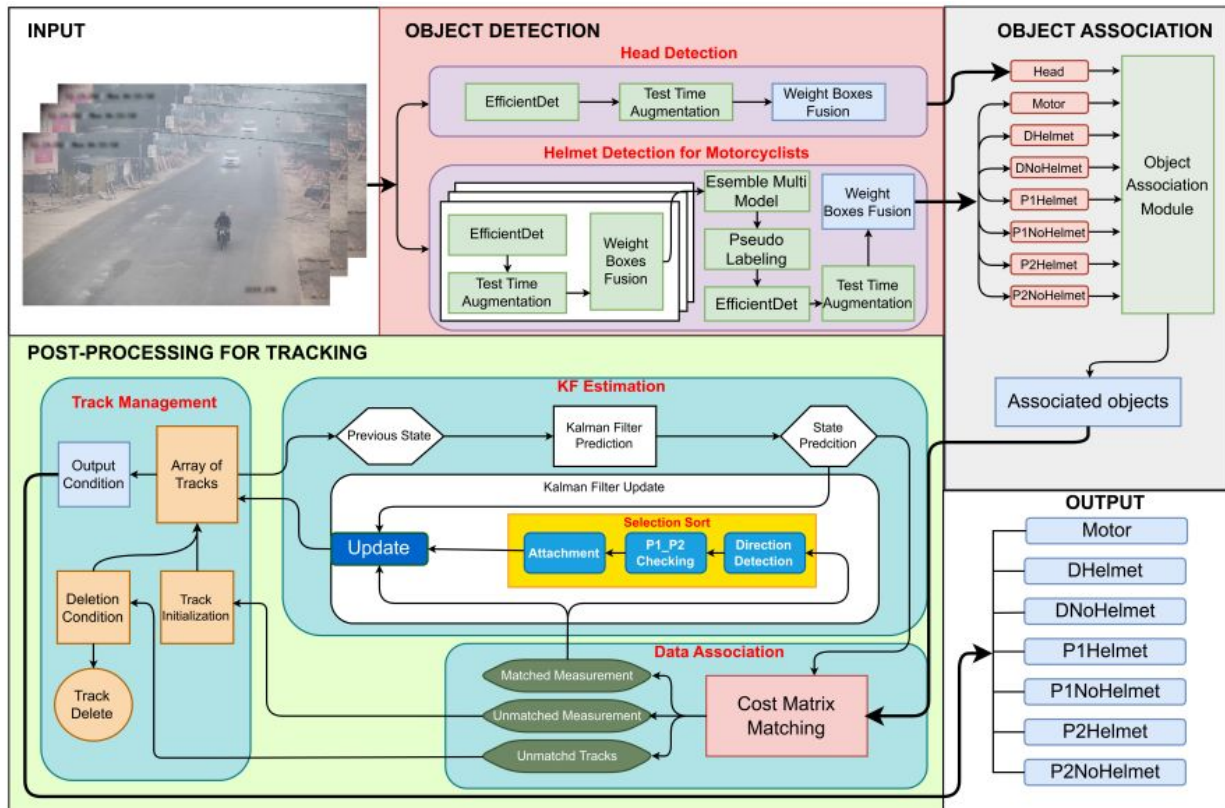 INPUT
OBJECT DETECTION
Head Detection
EfficientDet
Test Time
Augmentation
Weight Boxes
Fusion
Helmet Detection for Motorcyclists
EfficientDet
Test Time
Augmentation
Weight
Boxes
Fusion
Esemble Multi
Model
Pseudo
Labeling
EfficientDet
Test Time
Augmentation
Weight
Boxes Fusion
OBJECT ASSOCIATION
Head
Motor
DHelmet
DNoHelmet
P1Helmet
P1NoHelmet
P2Helmet
P2NoHelmet
Object
Association
Module
Associated objects
POST-PROCESSING FOR TRACKING
Track Management
Output
Condition
Array of
Tracks
Deletion
Condition
Track
Initialization
Track
Delete
KF Estimation
Previous State
Kalman Filter
Prediction
State
Predcition
Kalman Filter Update
Update
Selection Sort
Attachment
P1_P2
Checking
Direction
Detection
Data Association
Matched Measurement
Unmatched Measurement
Unmatchd Tracks
Cost Matrix
Matching
OUTPUT
Motor
DHelmet
DNoHelmet
P1Helmet
P1NoHelmet
P2Helmet
P2NoHelmet